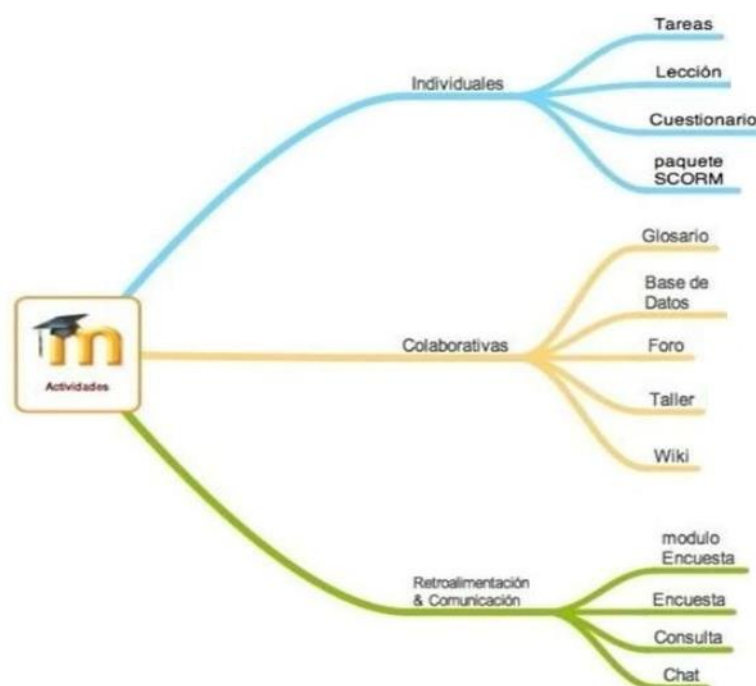 Tareas
Lección
Individuales
Cuestionario
paquete
SCORM
Glosario
Base de
Datos
Colaborativas
Foro
Taller
Wiki
m
Actividades
modulo
Encuesta
Retroalimentación
& Comunicación
Encuesta
Consulta
Chat